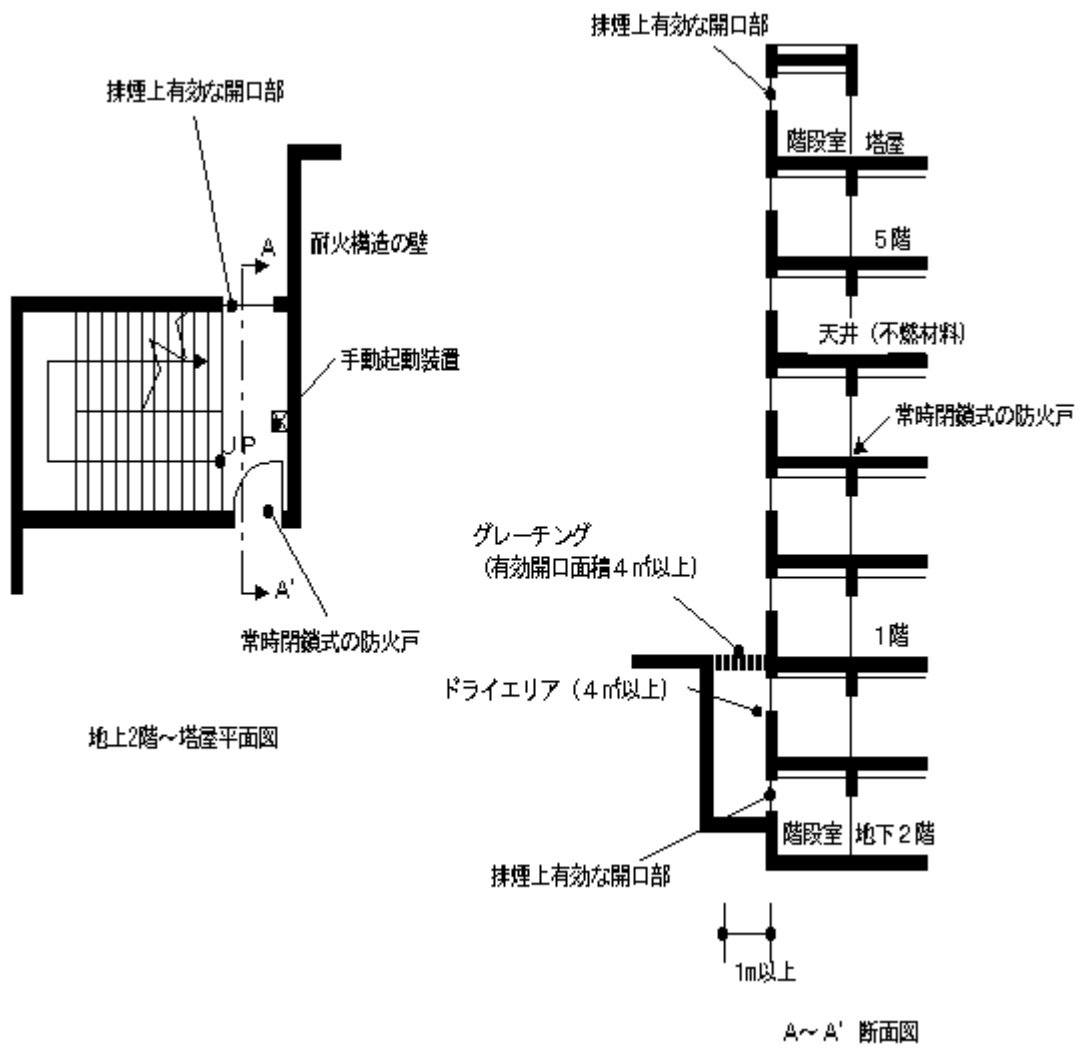 排煙上有効な開口部
A
耐火構造の壁
手動起動装置
UP
A'
常時閉鎖式の防火戸
地上2階～塔屋平面図
排煙上有効な開口部
階段室 塔屋
5階
天井（不燃材料）
常時閉鎖式の防火戸
グレーチング
（有効開口面積４㎡以上）
1階
ドライエリア（４㎡以上）
階段室 地下２階
排煙上有効な開口部
1m以上
A～A' 断面図